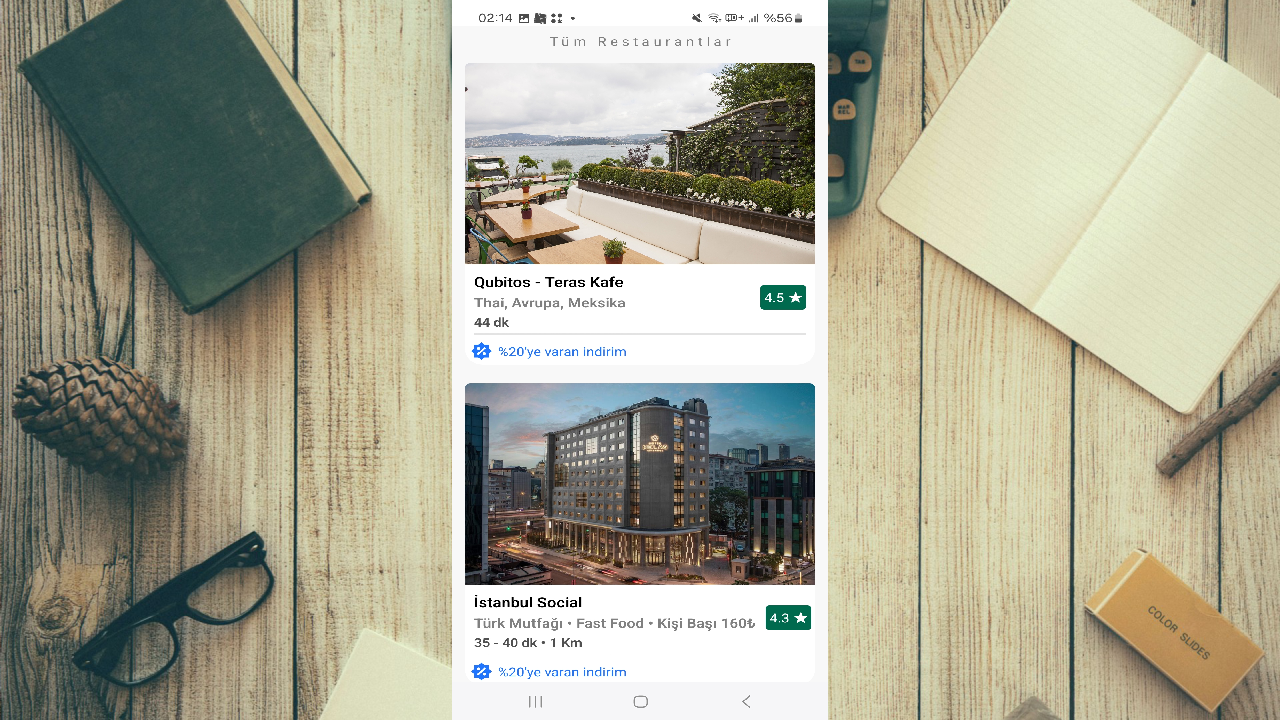 02:14
%56
Tüm Restaurantlar
Qubitos - Teras Kafe
Thai, Avrupa, Meksika
4.5
44 dk
%20'ye varan indirim
İstanbul Social
Türk Mutfağı • Fast Food • Kişi Başı 160₺
4.3
35 - 40 dk • 1 Km
%20'ye varan indirim
COLOR SLIDES